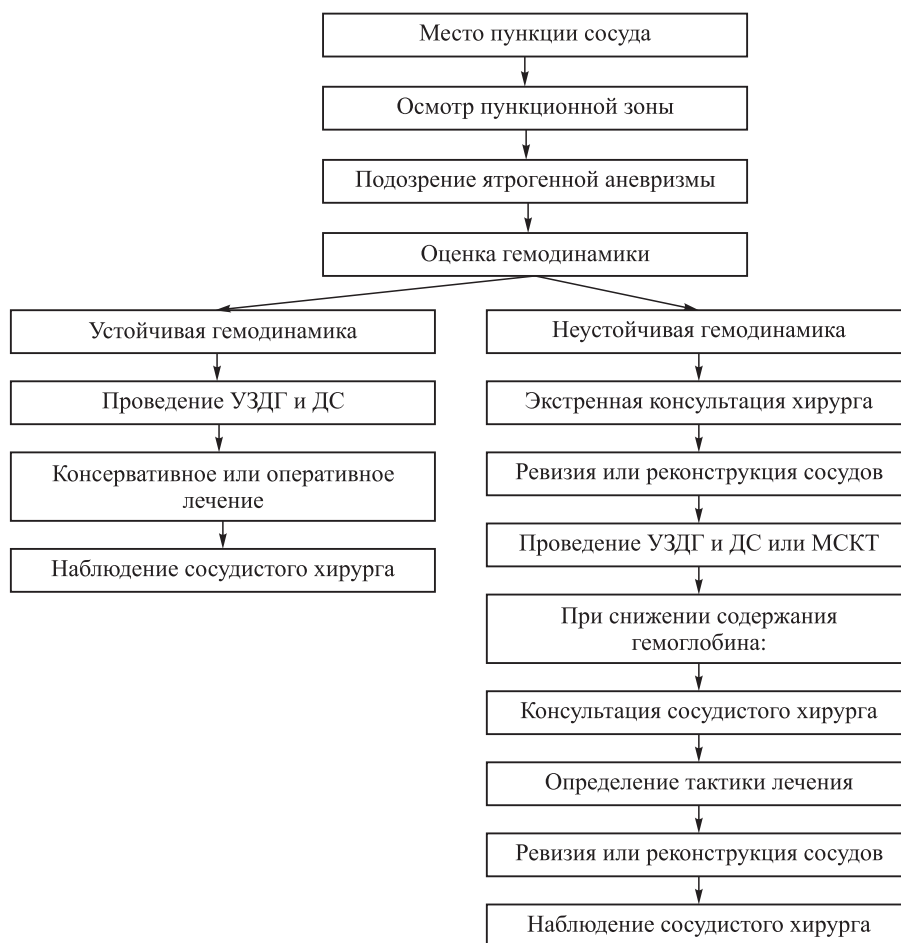 Место пункции сосуда
Осмотр пункционной зоны
Подозрение ятрогенной аневризмы
Оценка гемодинамики
Устойчивая гемодинамика
Проведение УЗДГ и ДС
Консервативное или оперативное
лечение
Наблюдение сосудистого хирурга
Неустойчивая гемодинамика
Экстренная консультация хирурга
Ревизия или реконструкция сосудов
Проведение УЗДГ и ДС или МСКТ
При снижении содержания
гемоглобина:
Консультация сосудистого хирурга
Определение тактики лечения
Ревизия или реконструкция сосудов
Наблюдение сосудистого хирурга